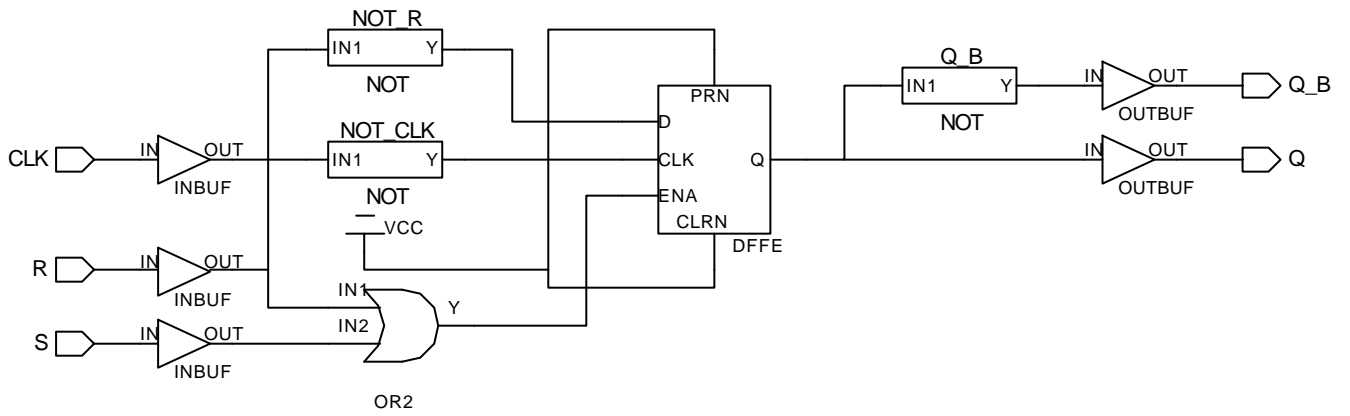 NOT_R
IN1 Y
NOT
Q_B
IN1 Y
NOT
IN OUT
OUTBUF
Q_B
PRN
D
CLK
ENA
Q
CLRN
DFFE
CLK
IN OUT
INBUF
NOT_CLK
IN1 Y
NOT
IN OUT
OUTBUF
Q
VCC
R
IN OUT
INBUF
IN1
IN2
Y
OR2
S
IN OUT
INBUF